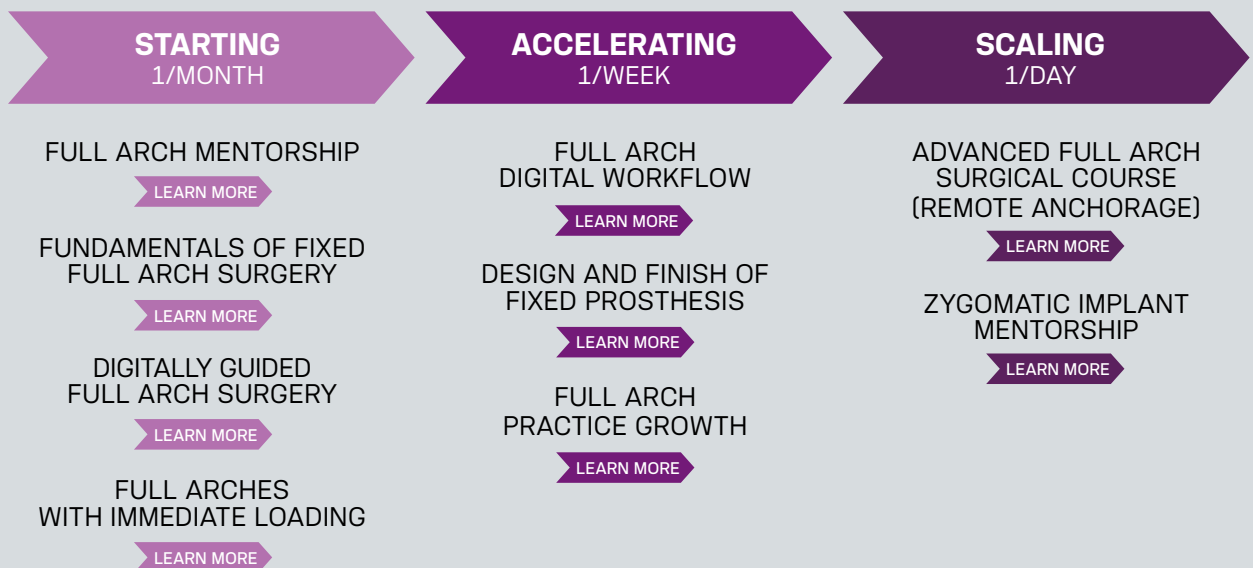 STARTING
1/MONTH
FULL ARCH MENTORSHIP
LEARN MORE
FUNDAMENTALS OF FIXED
FULL ARCH SURGERY
LEARN MORE
DIGITALLY GUIDED
FULL ARCH SURGERY
LEARN MORE
FULL ARCHES
WITH IMMEDIATE LOADING
LEARN MORE
ACCELERATING
1/WEEK
FULL ARCH
DIGITAL WORKFLOW
LEARN MORE
DESIGN AND FINISH OF
FIXED PROSTHESIS
LEARN MORE
FULL ARCH
PRACTICE GROWTH
LEARN MORE
SCALING
1/DAY
ADVANCED FULL ARCH
SURGICAL COURSE
(REMOTE ANCHORAGE)
LEARN MORE
ZYGOMATIC IMPLANT
MENTORSHIP
LEARN MORE